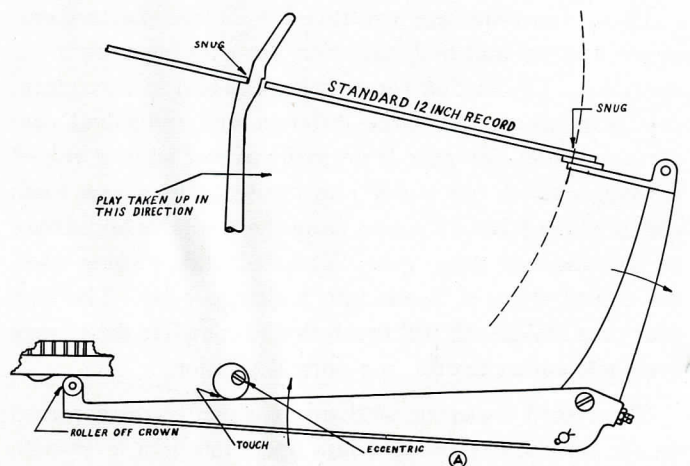 SNUG
STANDARD 12 INCH RECORD
SNUG
PLAY TAKEN UP IN
THIS DIRECTION
ROLLER OFF CROWN
TOUCH
ECCENTRIC
A